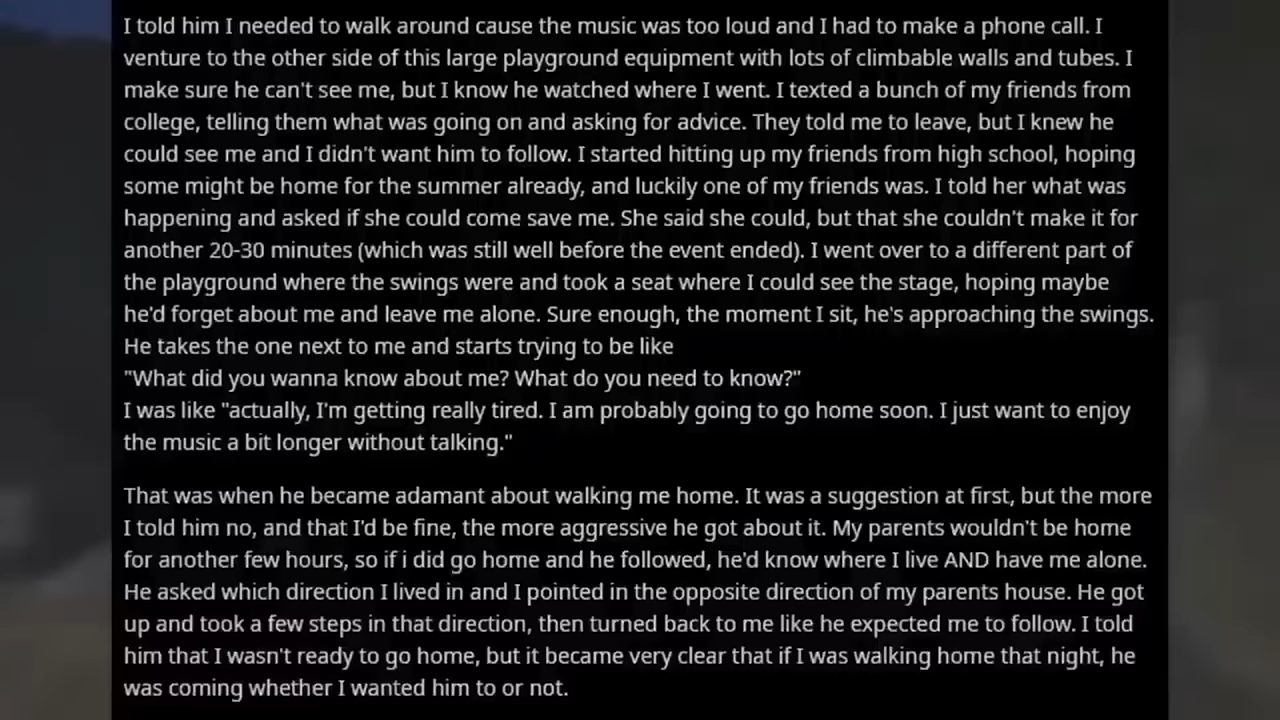 I told him I needed to walk around cause the music was too loud and I had to make a phone call. I
venture to the other side of this large playground equipment with lots of climbable walls and tubes. I
make sure he can't see me, but I know he watched where I went. I texted a bunch of my friends from
college, telling them what was going on and asking for advice. They told me to leave, but I knew he
could see me and I didn't want him to follow. I started hitting up my friends from high school, hoping
some might be home for the summer already, and luckily one of my friends was. I told her what was
happening and asked if she could come save me. She said she could, but that she couldn't make it for
another 20-30 minutes (which was still well before the event ended). I went over to a different part of
the playground where the swings were and took a seat where I could see the stage, hoping maybe
he'd forget about me and leave me alone. Sure enough, the moment I sit, he's approaching the swings.
He takes the one next to me and starts trying to be like
"What did you wanna know about me? What do you need to know?"
I was like "actually, I'm getting really tired. I am probably going to go home soon. I just want to enjoy
the music a bit longer without talking."
That was when he became adamant about walking me home. It was a suggestion at first, but the more
I told him no, and that I'd be fine, the more aggressive he got about it. My parents wouldn't be home
for another few hours, so if i did go home and he followed, he'd know where I live AND have me alone.
He asked which direction I lived in and I pointed in the opposite direction of my parents house. He got
up and took a few steps in that direction, then turned back to me like he expected me to follow. I told
him that I wasn't ready to go home, but it became very clear that if I was walking home that night, he
was coming whether I wanted him to or not.